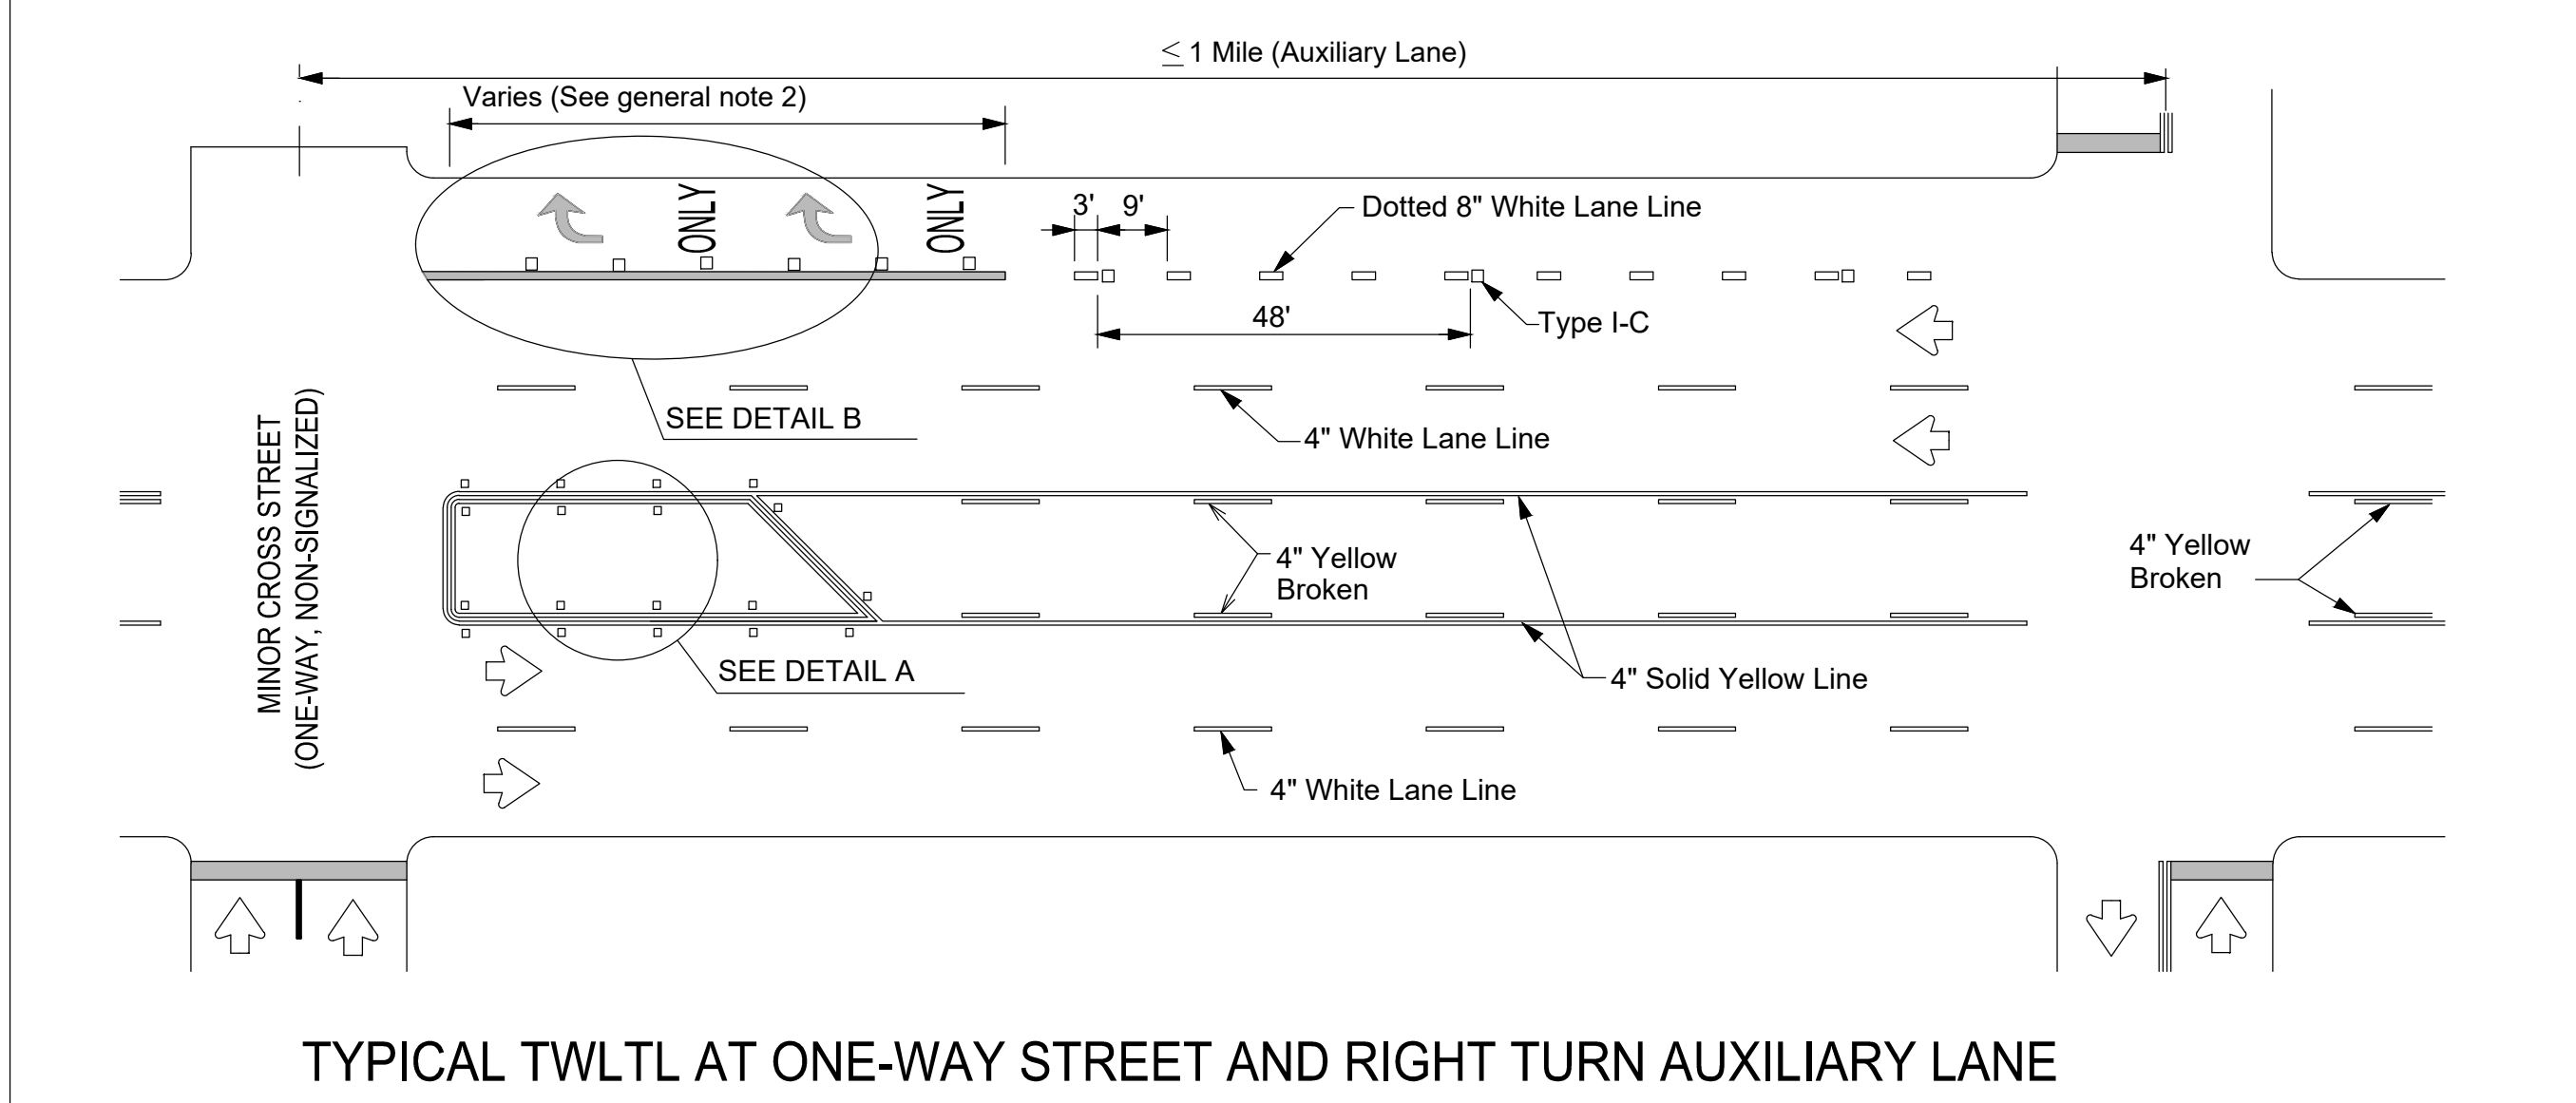 ≤ 1 Mile (Auxiliary Lane)
Varies (See general note 2)
ONLY
ONLY
3'
9'
Dotted 8" White Lane Line
48'
Type I-C
SEE DETAIL B
4" White Lane Line
MINOR CROSS STREET
(ONE-WAY, NON-SIGNALIZED)
4" Yellow
Broken
4" Yellow
Broken
SEE DETAIL A
4" Solid Yellow Line
4" White Lane Line
TYPICAL TWLTL AT ONE-WAY STREET AND RIGHT TURN AUXILIARY LANE